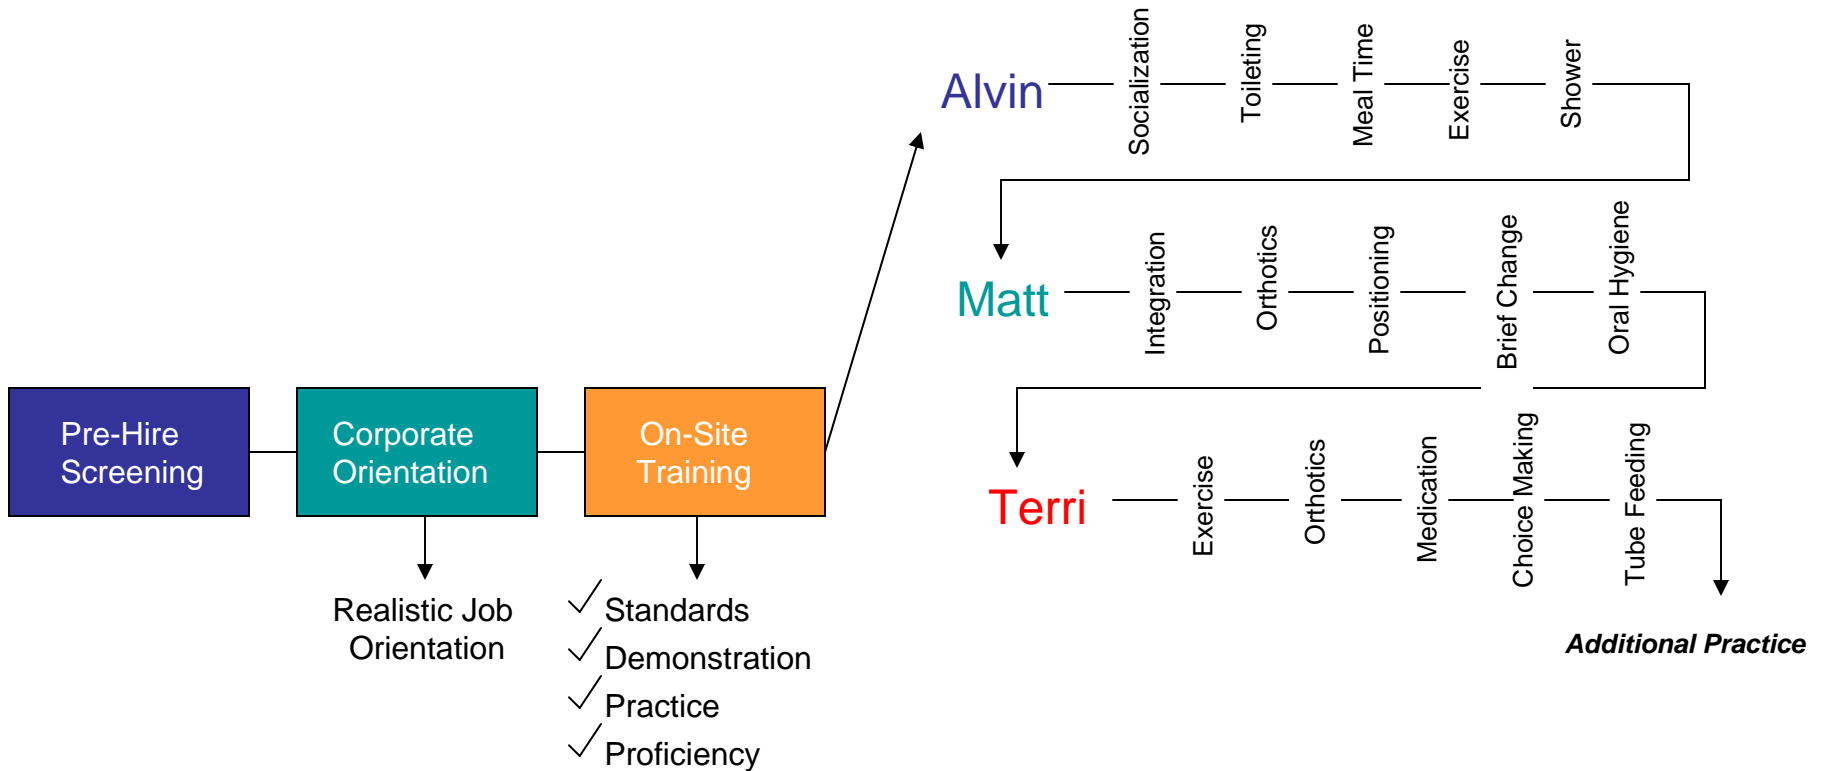 Pre-Hire
Screening
Corporate
Orientation
On-Site
Training
Realistic Job
Orientation
Standards
Demonstration
Practice
Proficiency
Alvin
Socialization
Toileting
Meal Time
Exercise
Shower
Matt
Integration
Orthotics
Positioning
Brief Change
Oral Hygiene
Terri
Exercise
Orthotics
Medication
Choice Making
Tube Feeding
Additional Practice